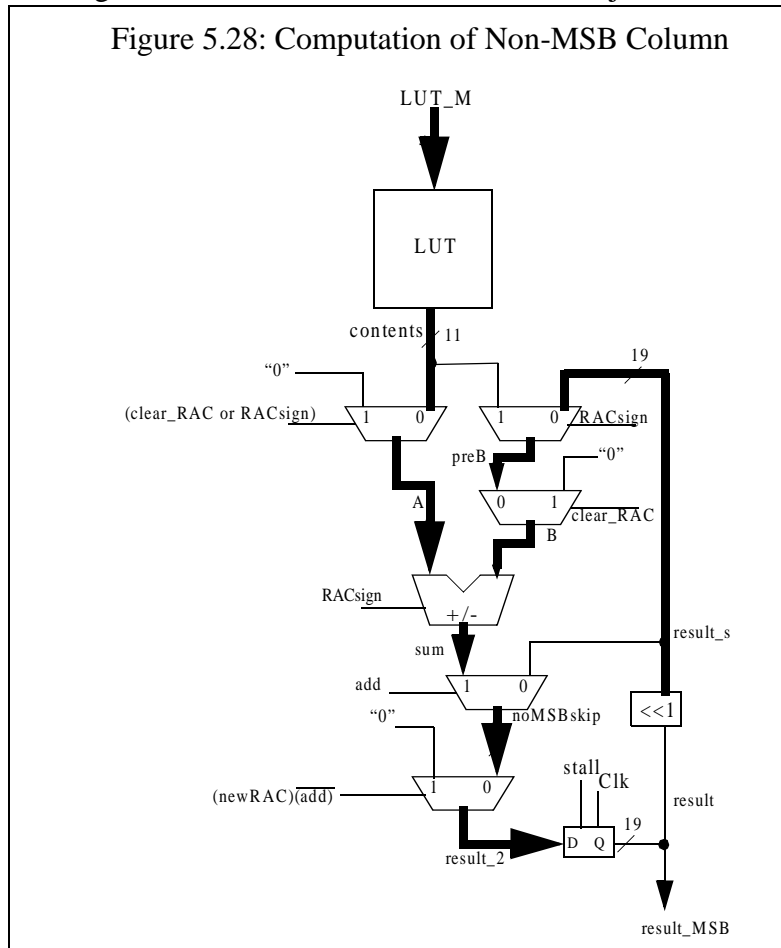 Figure 5.28: Computation of Non-MSB Column
LUT_M
LUT
contents
11
19
“0”
(clear_RAC or RACsign)
1 0
1 0
RACsign
preB
“0”
0 1
clear_RAC
A
B
RACsign
+/-
sum
result_s
add
1 0
noMSBskip
<<1
“0”
(newRAC)(add)
1 0
stall
Clk
result
D Q
19
result_2
result_MSB